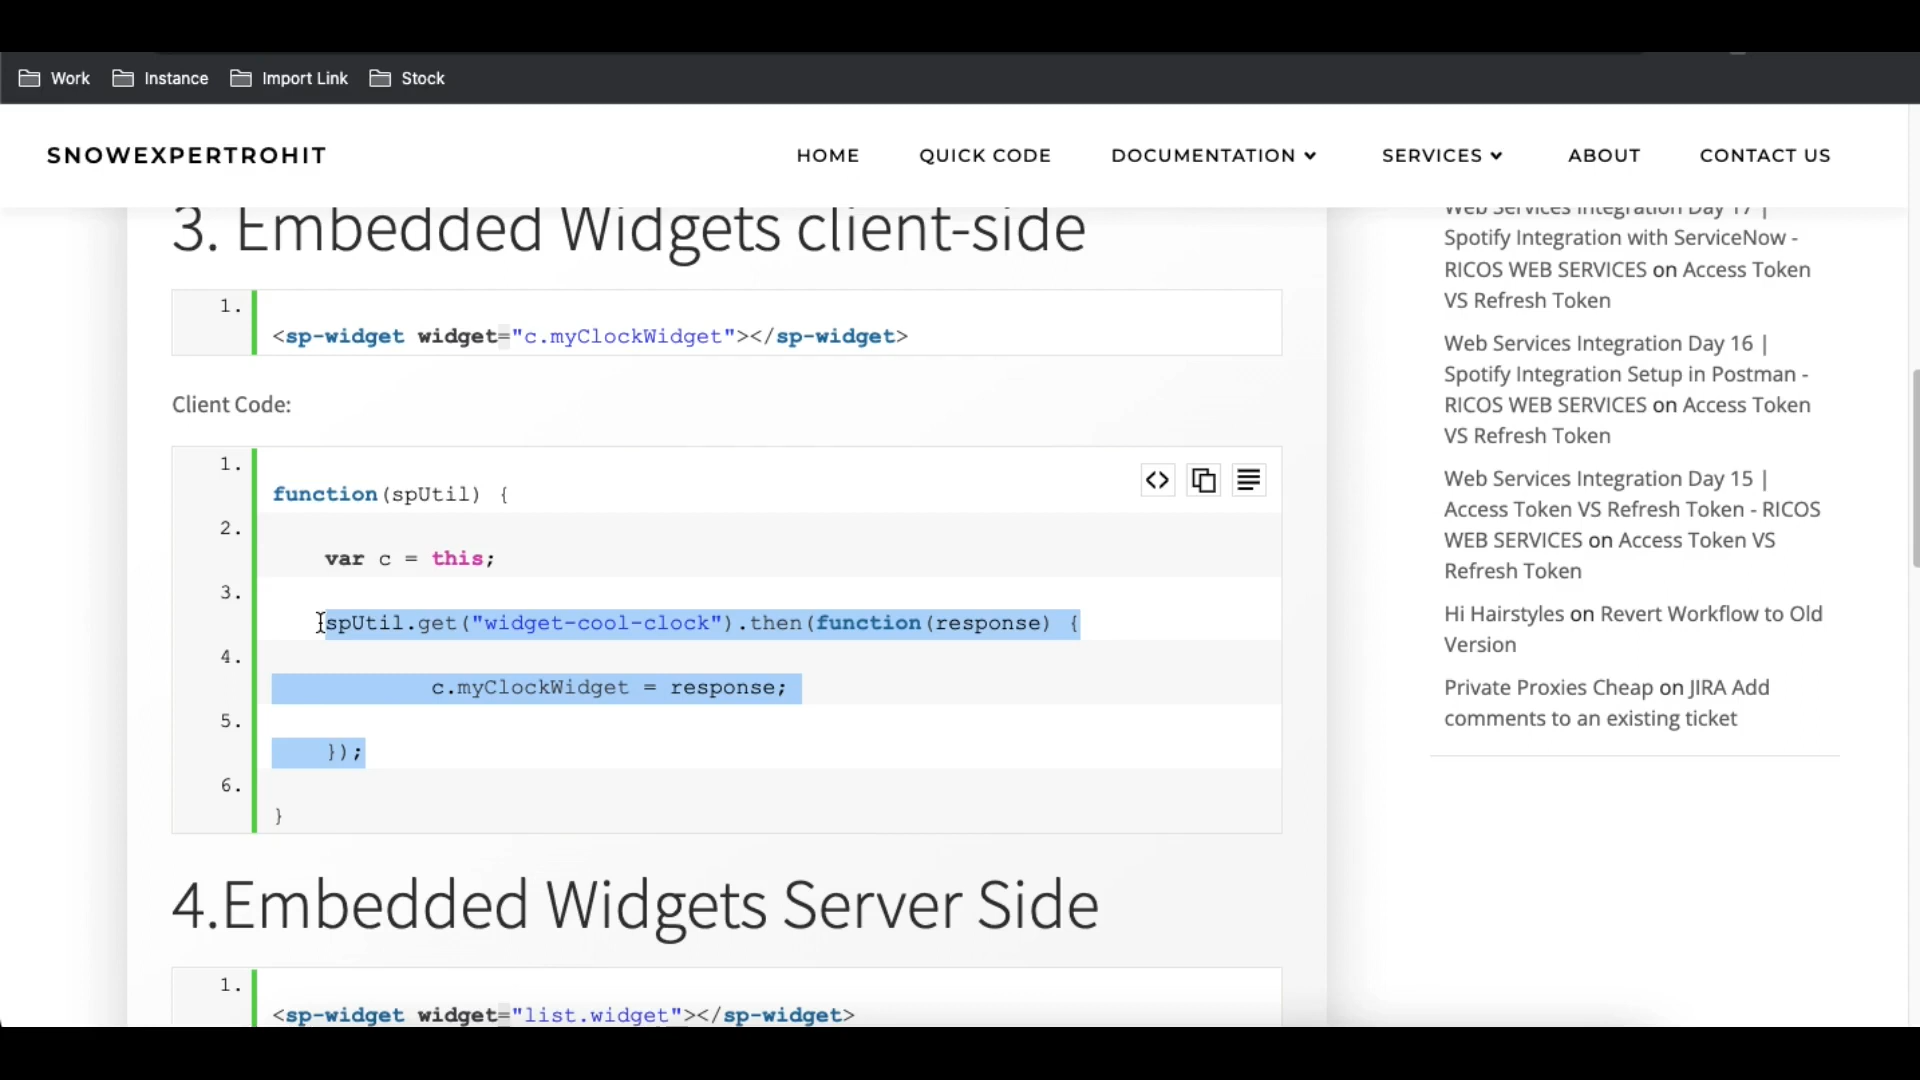 Work Instance Import Link Stock
SNOWEXPERTROHIT HOME QUICK CODE DOCUMENTATION SERVICES ABOUT CONTACT US
3. Embedded Widgets client-side
1.
<sp-widget widget="c.myClockWidget"></sp-widget>
Client Code:
1.
function(spUtil) {
2.
var c = this;
3.
spUtil.get("widget-cool-clock").then(function(response) {
4.
c.myClockWidget = response;
5.
});
6.
}
4.Embedded Widgets Server Side
1.
<sp-widget widget="list.widget"></sp-widget>
Web Services Integration Day 17 |
Spotify Integration with ServiceNow -
RICOS WEB SERVICES on Access Token
VS Refresh Token
Web Services Integration Day 16 |
Spotify Integration Setup in Postman -
RICOS WEB SERVICES on Access Token
VS Refresh Token
Web Services Integration Day 15 |
Access Token VS Refresh Token - RICOS
WEB SERVICES on Access Token VS
Refresh Token
Hi Hairstyles on Revert Workflow to Old
Version
Private Proxies Cheap on JIRA Add
comments to an existing ticket